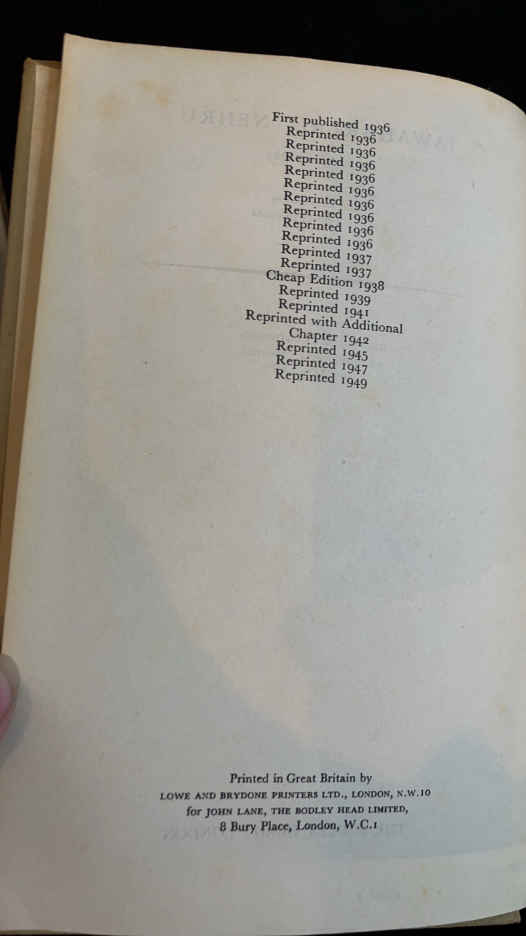 First published 1936
Reprinted 1936
Reprinted 1936
Reprinted 1936
Reprinted 1936
Reprinted 1936
Reprinted 1936
Reprinted 1936
Reprinted 1936
Reprinted 1936
Reprinted 1937
Reprinted 1937
Cheap Edition 1938
Reprinted 1939
Reprinted 1941
Reprinted with Additional
Chapter 1942
Reprinted 1945
Reprinted 1947
Reprinted 1949
Printed in Great Britain by
LOWE AND BRYDONE PRINTERS LTD., LONDON, N.W.10
for JOHN LANE, THE BODLEY HEAD LIMITED,
8 Bury Place, London, W.C.1